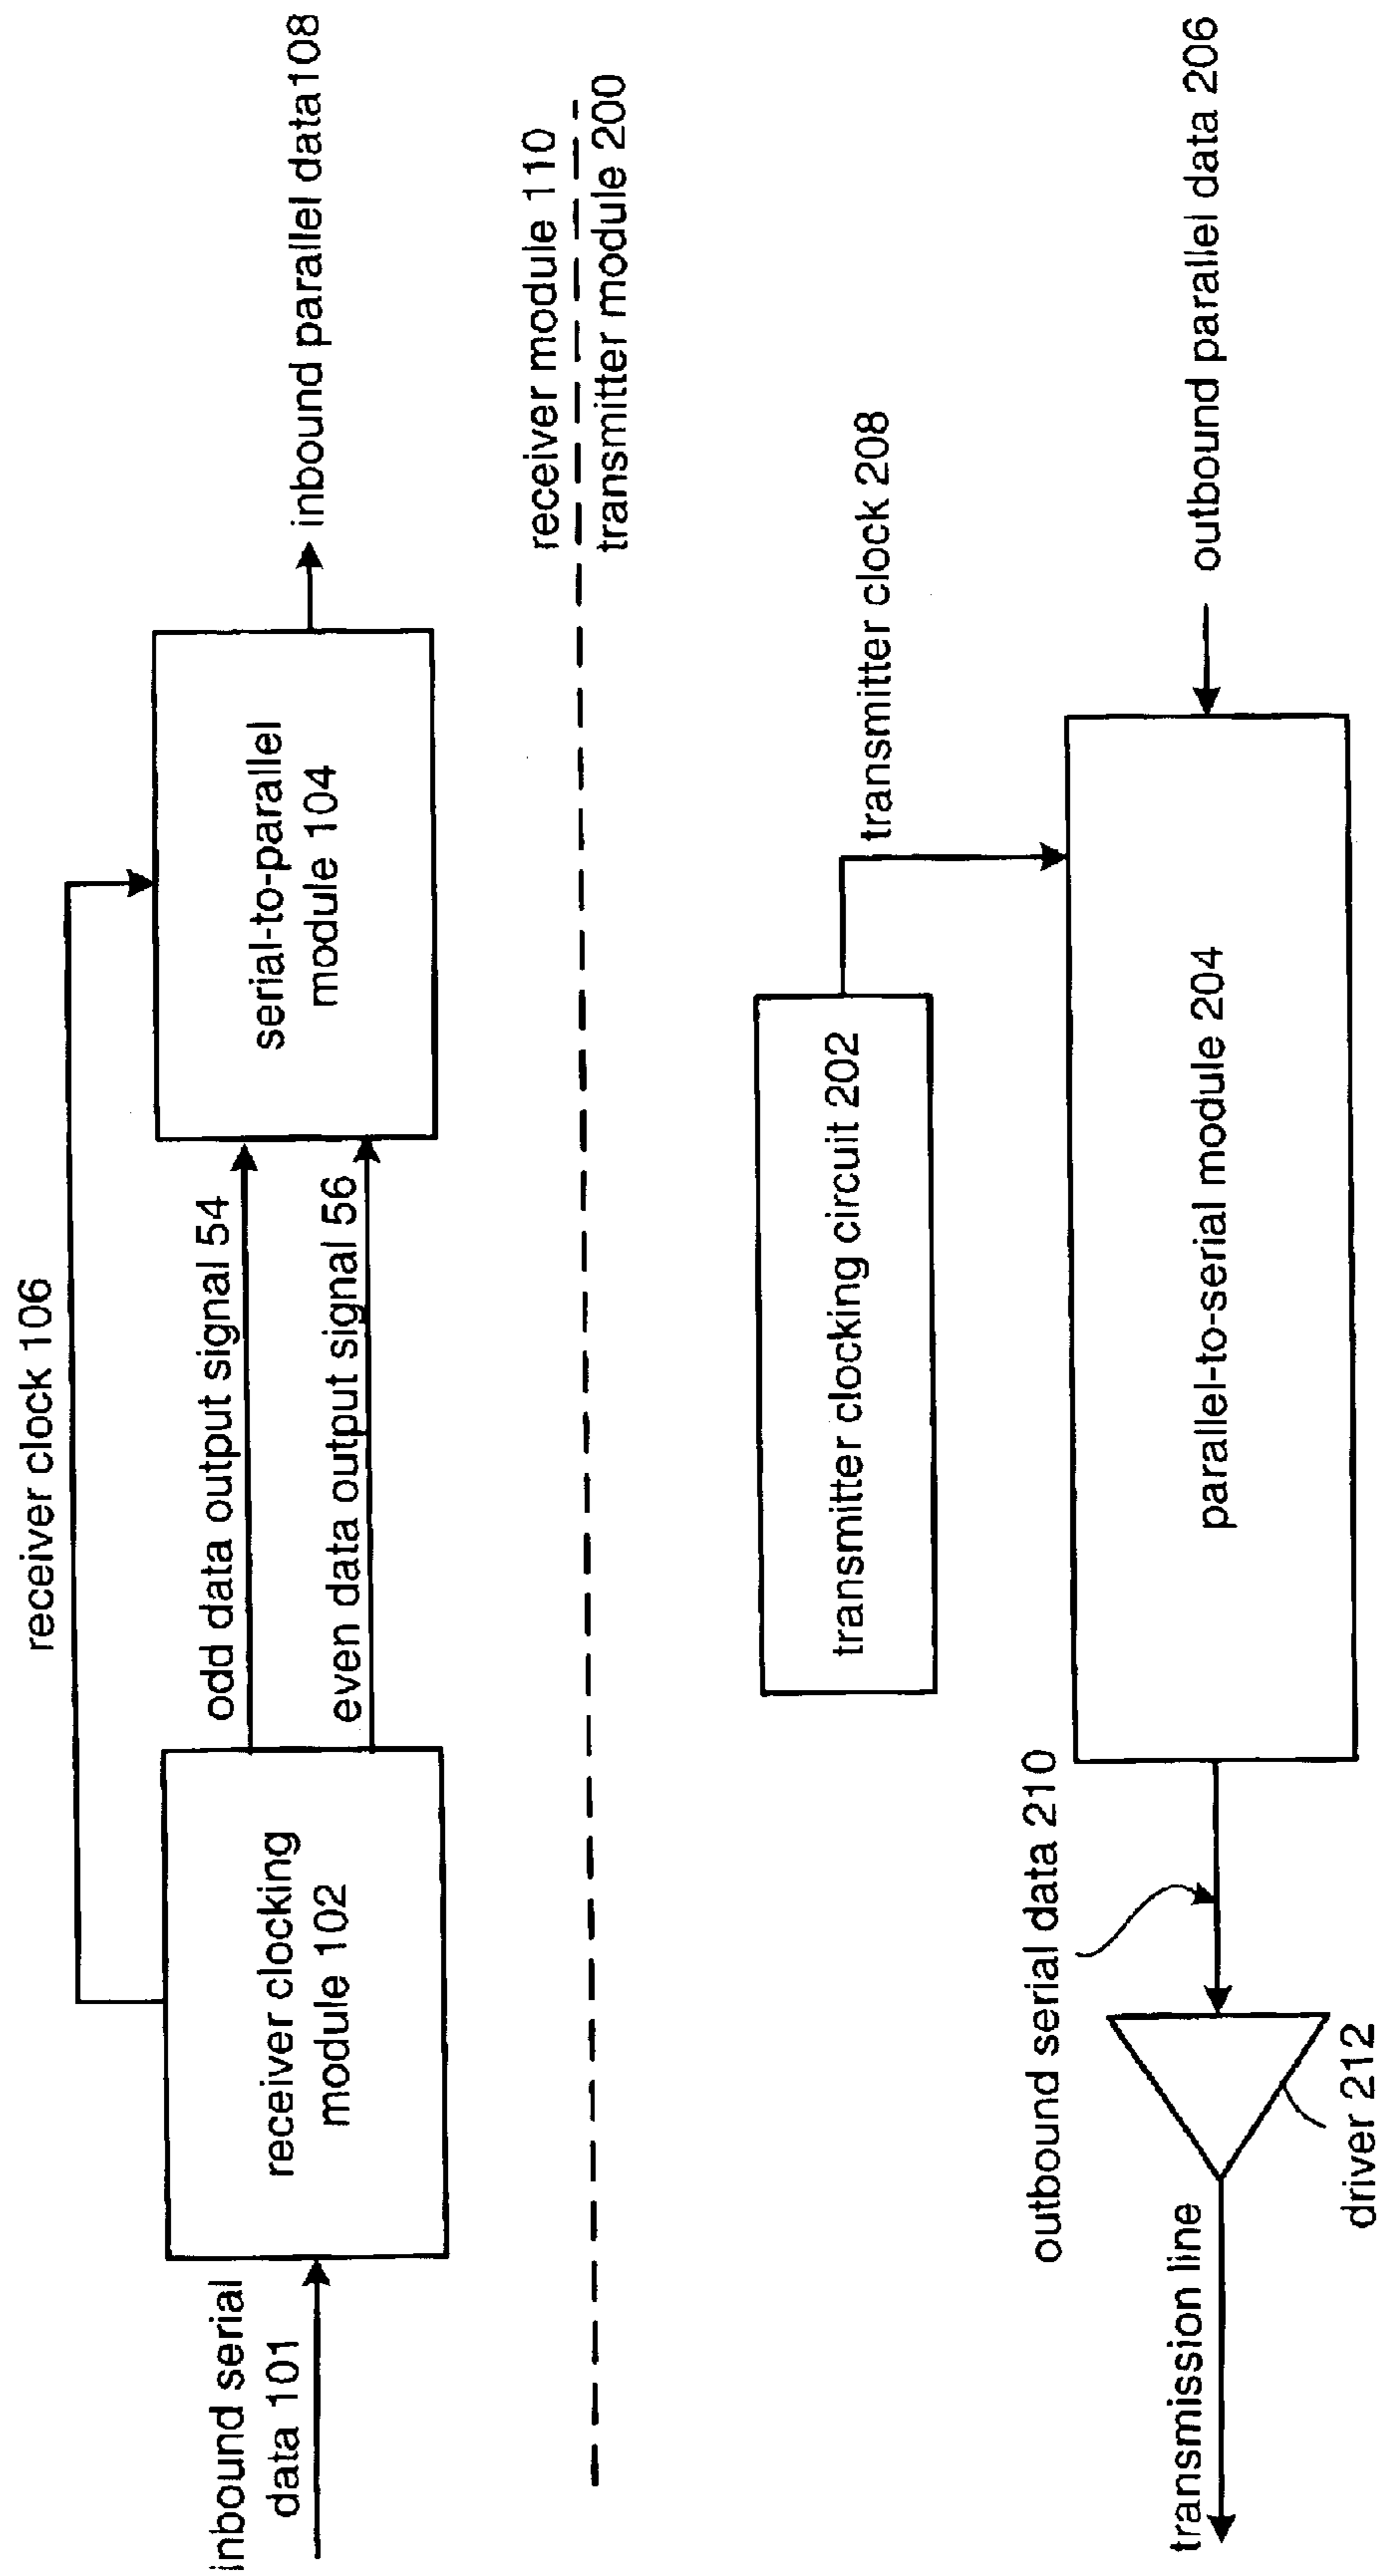 receiver clock 106
inbound serial
data 101
receiver clocking
module 102
odd data output signal 54
even data output signal 56
serial-to-parallel
module 104
inbound parallel data108
receiver module 110
transmitter module 200
transmitter clocking circuit 202
transmitter clock 208
transmission line
driver 212
outbound serial data 210
parallel-to-serial module 204
outbound parallel data 206